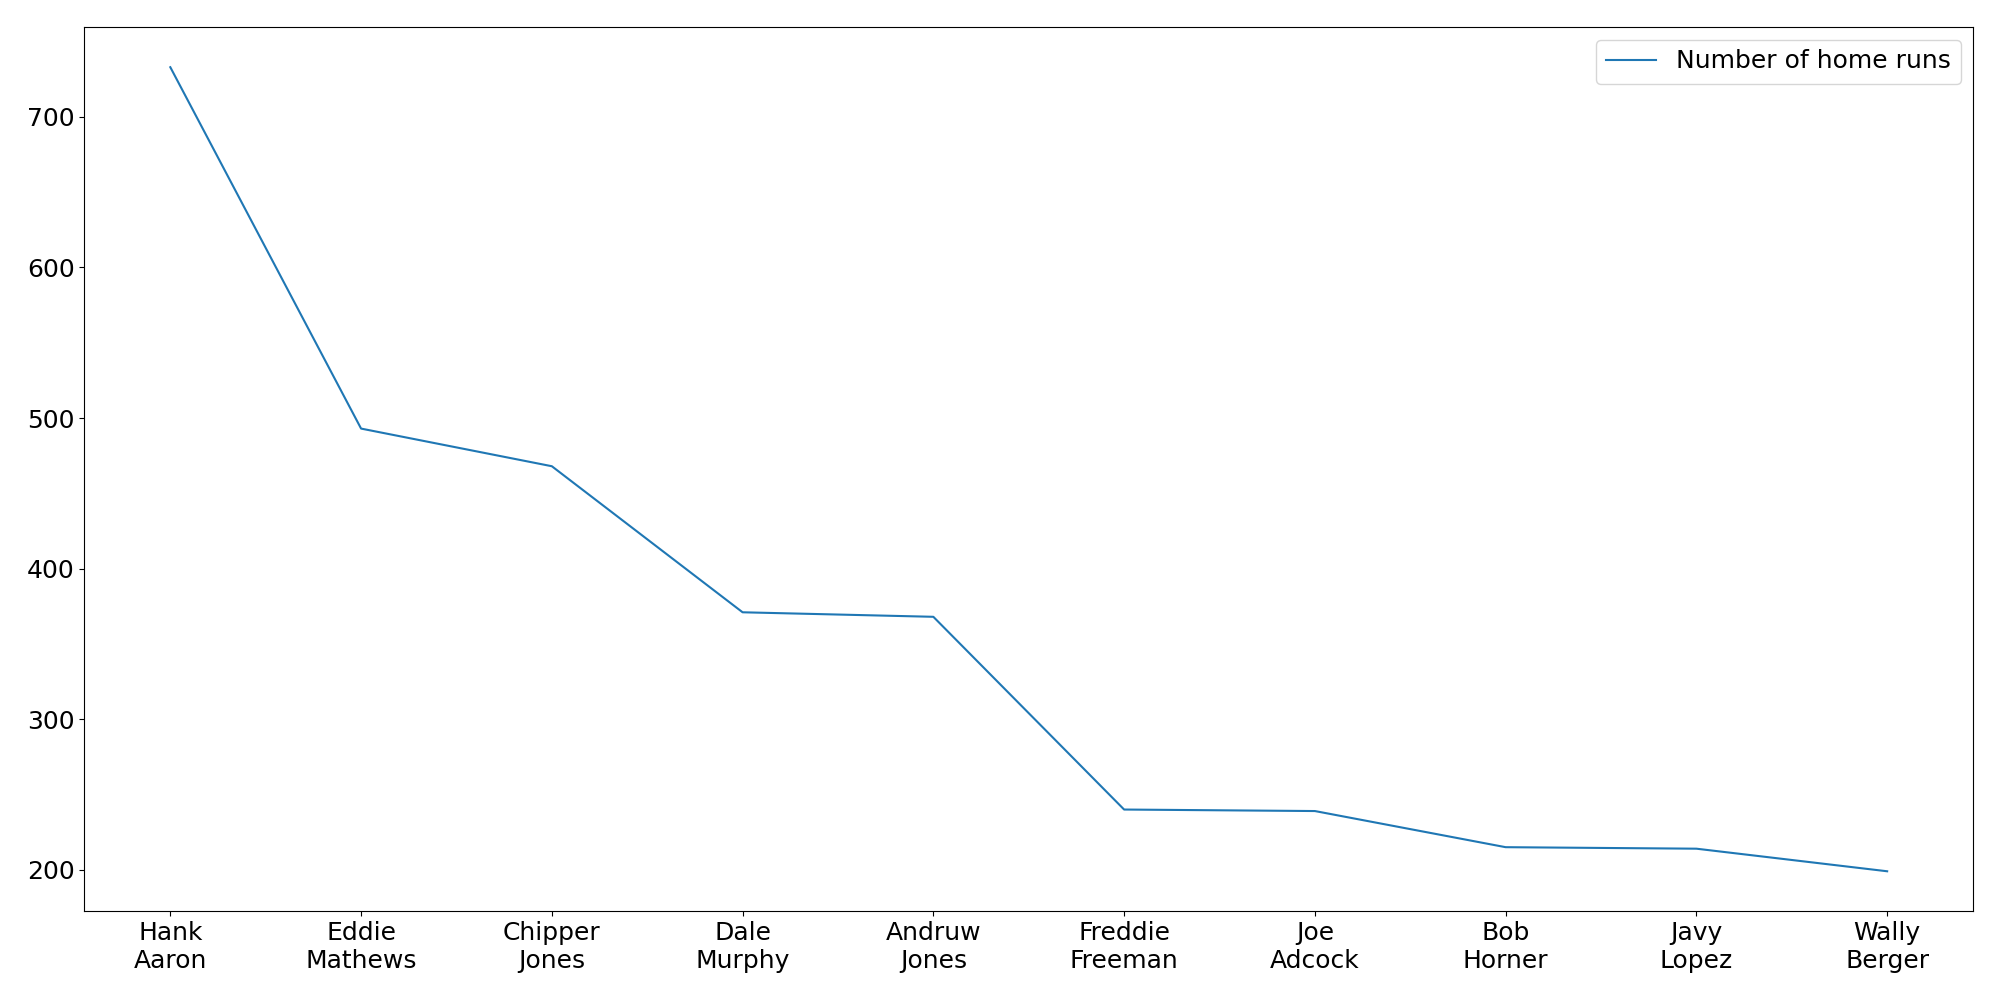 Number of home runs
700
600
500
400
300
200
Hank Aaron
Eddie Mathews
Chipper Jones
Dale Murphy
Andruw Jones
Freddie Freeman
Joe Adcock
Bob Horner
Javy Lopez
Wally Berger